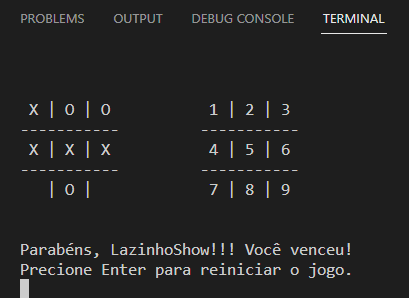 PROBLEMS OUTPUT DEBUG CONSOLE TERMINAL
X | O | O 1 | 2 | 3
----------- -----------
X | X | X 4 | 5 | 6
----------- -----------
  | O | 7 | 8 | 9
Parabéns, LazinhoShow!!! Você venceu!
Precione Enter para reiniciar o jogo.